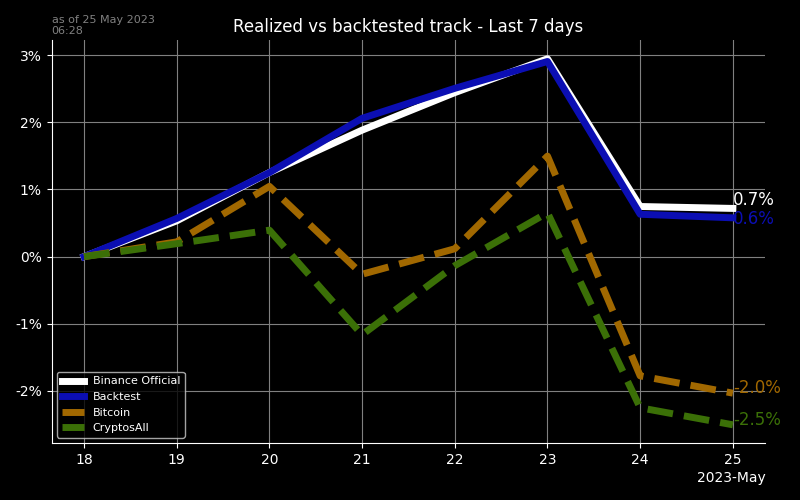 as of 25 May 2023
06:28
Realized vs backtested track - Last 7 days
3%
2%
1%
0%
-1%
-2%
0.7%
0.6%
-2.0%
-2.5%
Binance Official
Backtest
Bitcoin
CryptosAll
18 19 20 21 22 23 24 25
2023-May